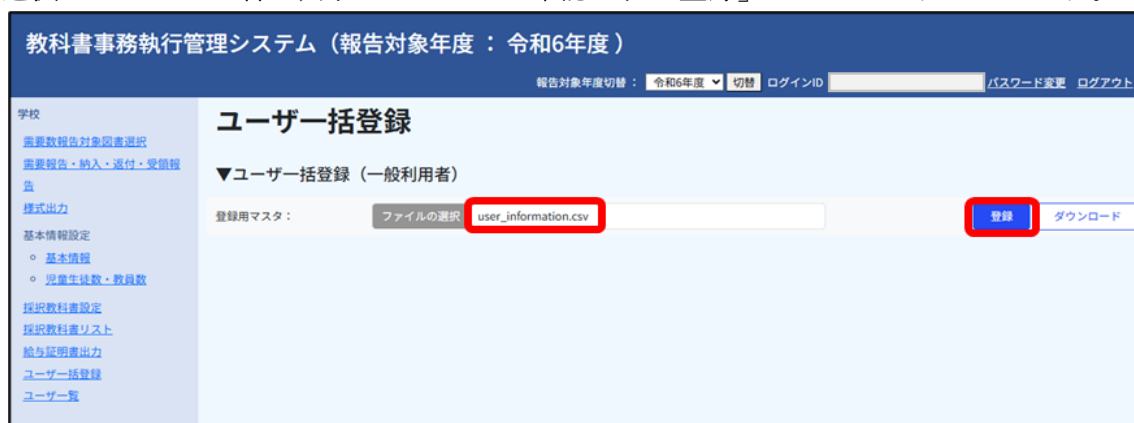 教科書事務執行管理システム（報告対象年度 ： 令和6年度 ）
報告対象年度切替 ： 令和6年度 切替 ログインID パスワード変更 ログアウト
学校
需要数報告対象図書選択
需要報告・納入・返付・受領報
告
様式出力
基本情報設定
基本情報
児童生徒数・教員数
採択教科書設定
採択教科書リスト
給与証明書出力
ユーザー括登録
ユーザー覧
ユーザー括登録
▼ユーザー括登録（一般利用者）
登録用マスタ： ファイルの選択 user_information.csv 登録 ダウンロード